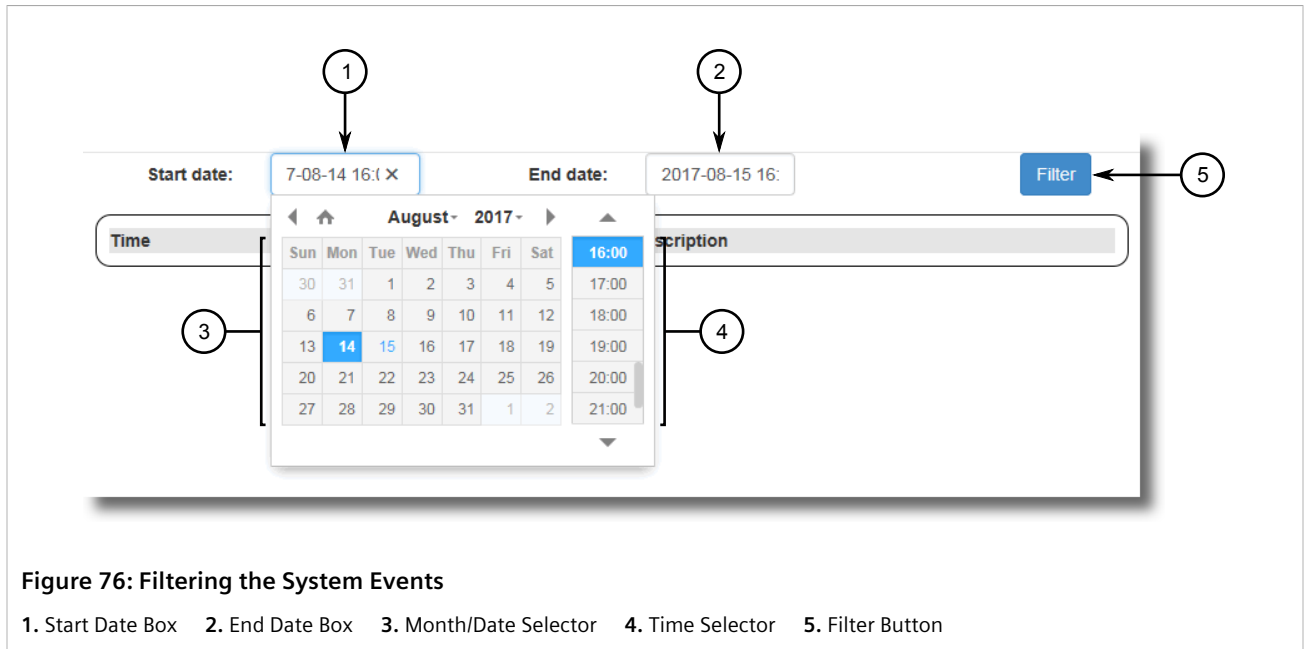 1 2
Start date: 7-08-14 16:( × End date: 2017-08-15 16: Filter 5
August 2017
Time scription
Sun Mon Tue Wed Thu Fri Sat 16:00
30 31 1 2 3 4 5 17:00
6 7 8 9 10 11 12 18:00
3 13 14 15 16 17 18 19 19:00 4
20 21 22 23 24 25 26 20:00
27 28 29 30 31 1 2 21:00
Figure 76: Filtering the System Events
1. Start Date Box 2. End Date Box 3. Month/Date Selector 4. Time Selector 5. Filter Button